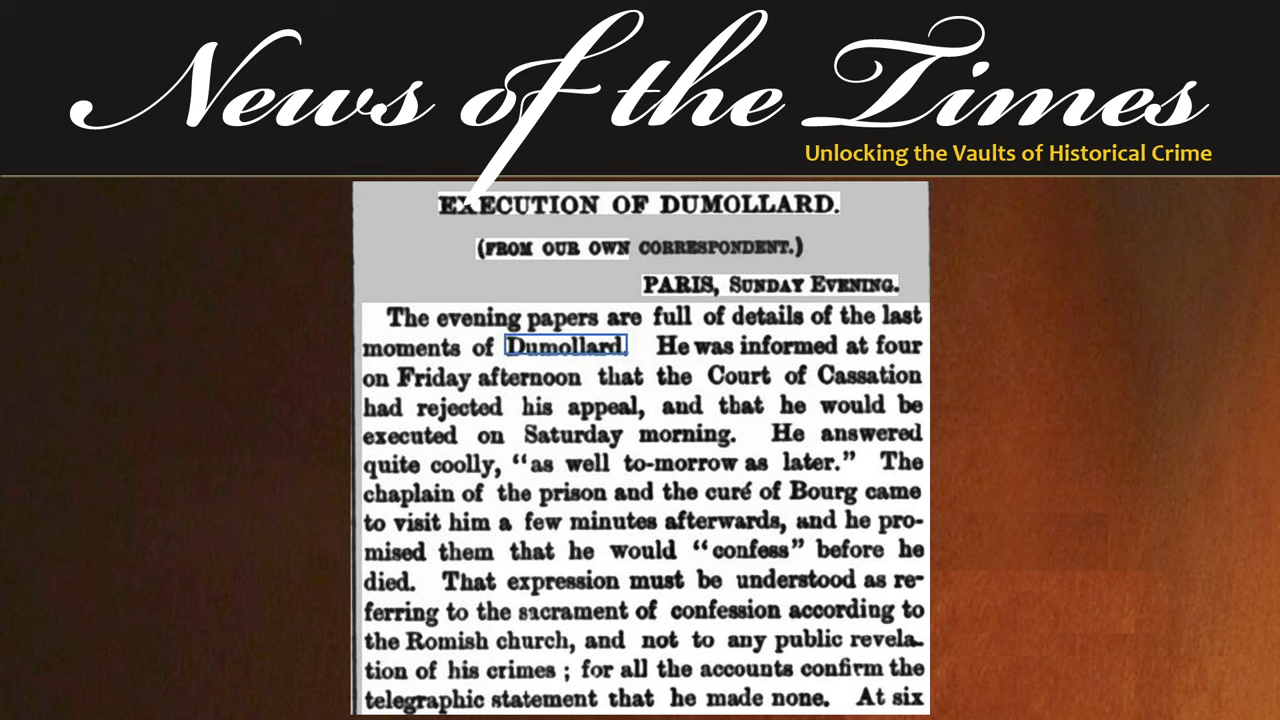 News of the Times
Unlocking the Vaults of Historical Crime
EXECUTION OF DUMOLLARD.
(FROM OUR OWN CORRESPONDENT.)
PARIS, SUNDAY EVENING.
The evening papers are full of details of the last
moments of Dumollard. He was informed at four
on Friday afternoon that the Court of Cassation
had rejected his appeal, and that he would be
executed on Saturday morning. He answered
quite coolly, “as well to-morrow as later.” The
chaplain of the prison and the curé of Bourg came
to visit him a few minutes afterwards, and he pro-
mised them that he would “confess” before he
died. That expression must be understood as re-
ferring to the sacrament of confession according to
the Romish church, and not to any public revela-
tion of his crimes ; for all the accounts confirm the
telegraphic statement that he made none. At six